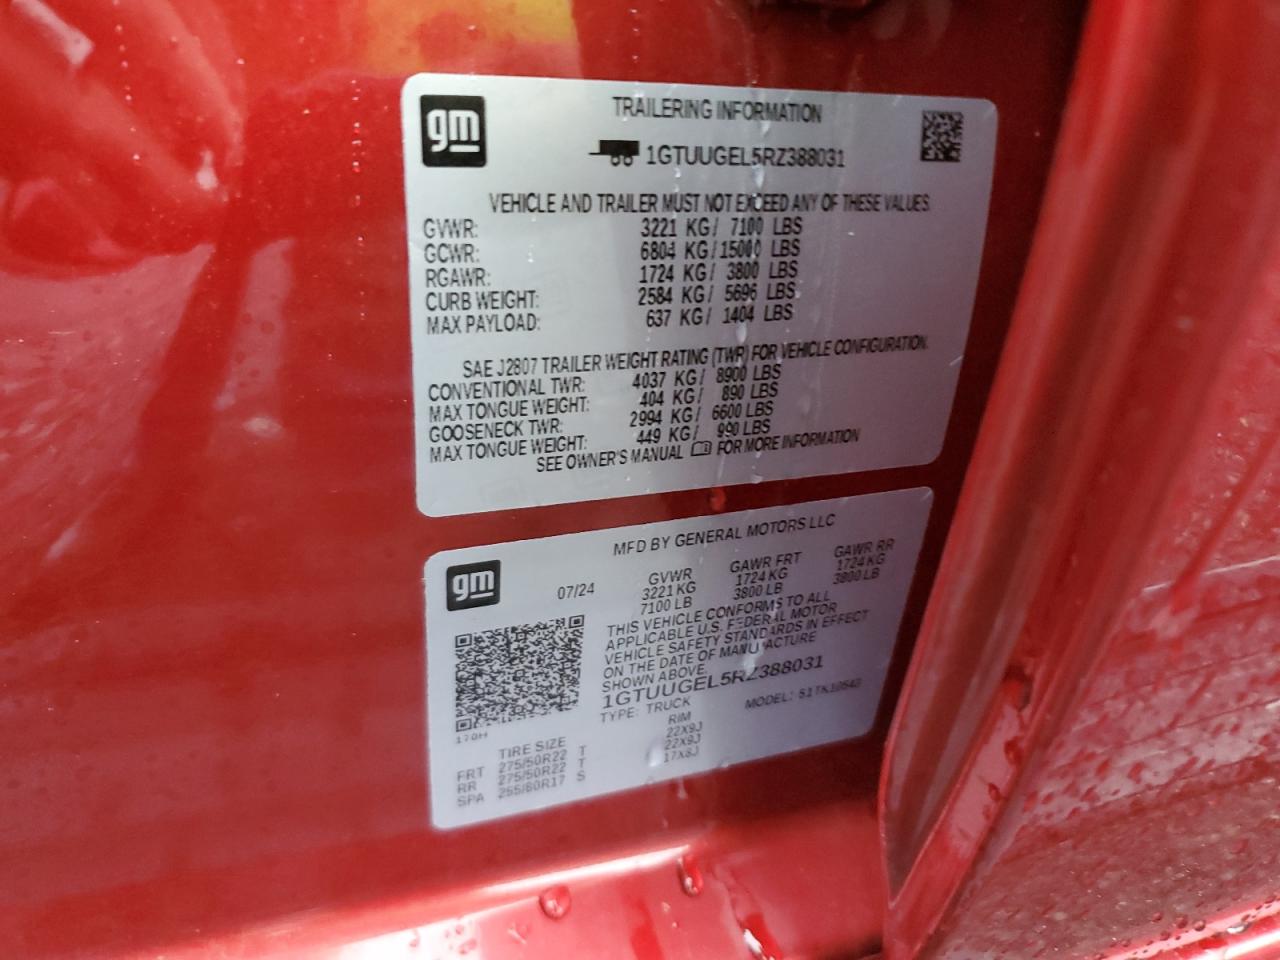 gm
TRAILERING INFORMATION
1GTUUGEL5RZ388031
VEHICLE AND TRAILER MUST NOT EXCEED ANY OF THESE VALUES.
GVWR: 3221 KG/ 7100 LBS
GCWR: 6804 KG/15000 LBS
RGAWR: 1724 KG/ 3800 LBS
CURB WEIGHT: 2584 KG/ 5696 LBS
MAX PAYLOAD: 637 KG/ 1404 LBS
SAE J2807 TRAILER WEIGHT RATING (TWR) FOR VEHICLE CONFIGURATION.
CONVENTIONAL TWR: 4037 KG/ 8900 LBS
MAX TONGUE WEIGHT: 404 KG/ 890 LBS
GOOSENECK TWR: 2994 KG/ 6600 LBS
MAX TONGUE WEIGHT: 449 KG/ 990 LBS
SEE OWNER'S MANUAL FOR MORE INFORMATION
MFD BY GENERAL MOTORS LLC
gm
07/24
GVWR GAWR FRT GAWR RR
3221 KG 1724 KG 1724 KG
7100 LB 3800 LB 3800 LB
THIS VEHICLE CONFORMS TO ALL
APPLICABLE U.S. FEDERAL MOTOR
VEHICLE SAFETY STANDARDS IN EFFECT
ON THE DATE OF MANUFACTURE
SHOWN ABOVE.
1GTUUGEL5RZ388031
TYPE: TRUCK MODEL:
170H
TIRE SIZE RIM
FRT 275/50R22 T 22X9J
RR 275/50R22 T 22X9J
SPA 255/80R17 S 17X8J